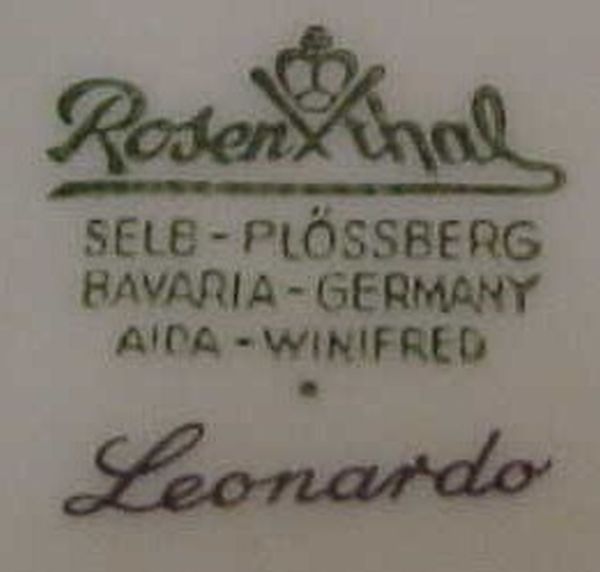 Rosenthal
SELB - PLÖSSBERG
BAVARIA - GERMANY
AIDA - WINIFRED
Leonardo